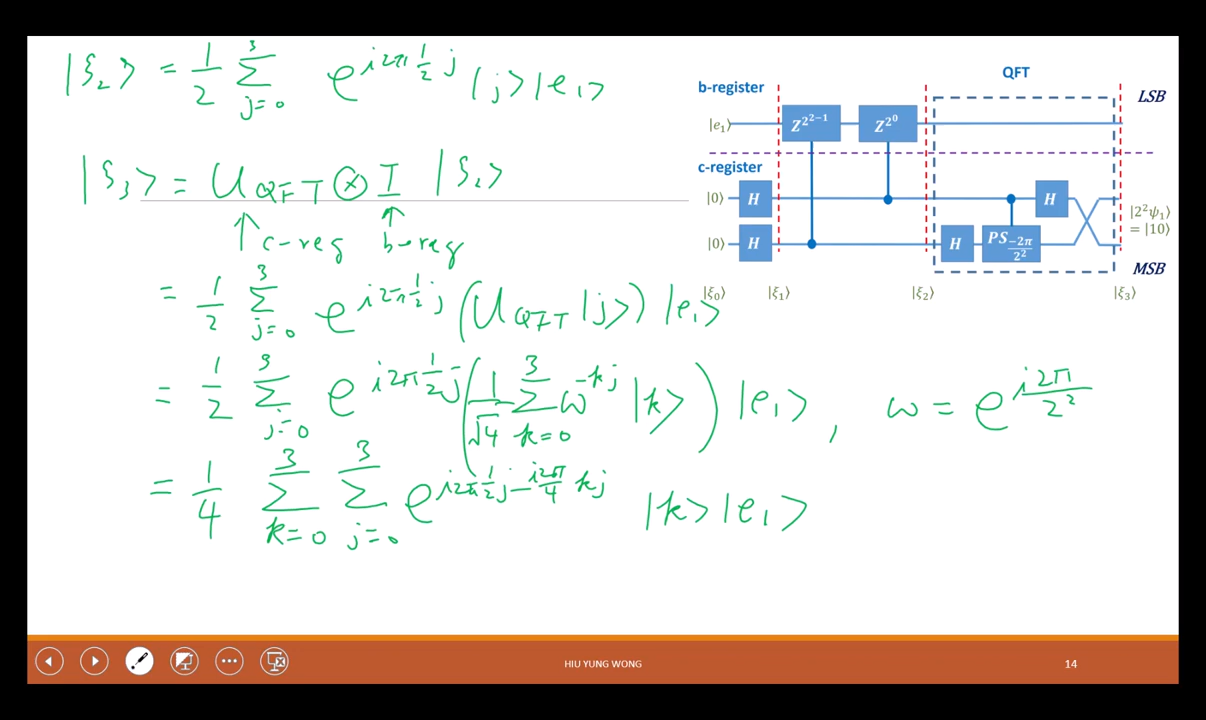 |ξ₂⟩ = 1/2 Σ_{j=0}^{3} e^{i2π 1/2 j} |j⟩|e₁⟩
|ξ₃⟩ = U_{QFT} ⊗ I |ξ₂⟩
↑ c-reg ↑ b-reg
= 1/2 Σ_{j=0}^{3} e^{i2π 1/2 j} (U_{QFT} |j⟩) |e₁⟩
= 1/2 Σ_{j=0}^{3} e^{i2π 1/2 j} (1/√4 Σ_{k=0}^{3} ω^{-kj} |k⟩) |e₁⟩ , ω = e^{i2π/2²}
= 1/4 Σ_{k=0}^{3} Σ_{j=0}^{3} e^{i2π 1/2 j - i2π/4 kj} |k⟩|e₁⟩
QFT
b-register
LSB
|e₁⟩ Z^{2^{2-1}} Z^{2^0}
c-register
|0⟩ H H
|0⟩ H H PS_{-2π/2²}
|2²ψ₁⟩
= |10⟩
MSB
|ξ₀⟩ |ξ₁⟩ |ξ₂⟩ |ξ₃⟩
HIU YUNG WONG
14